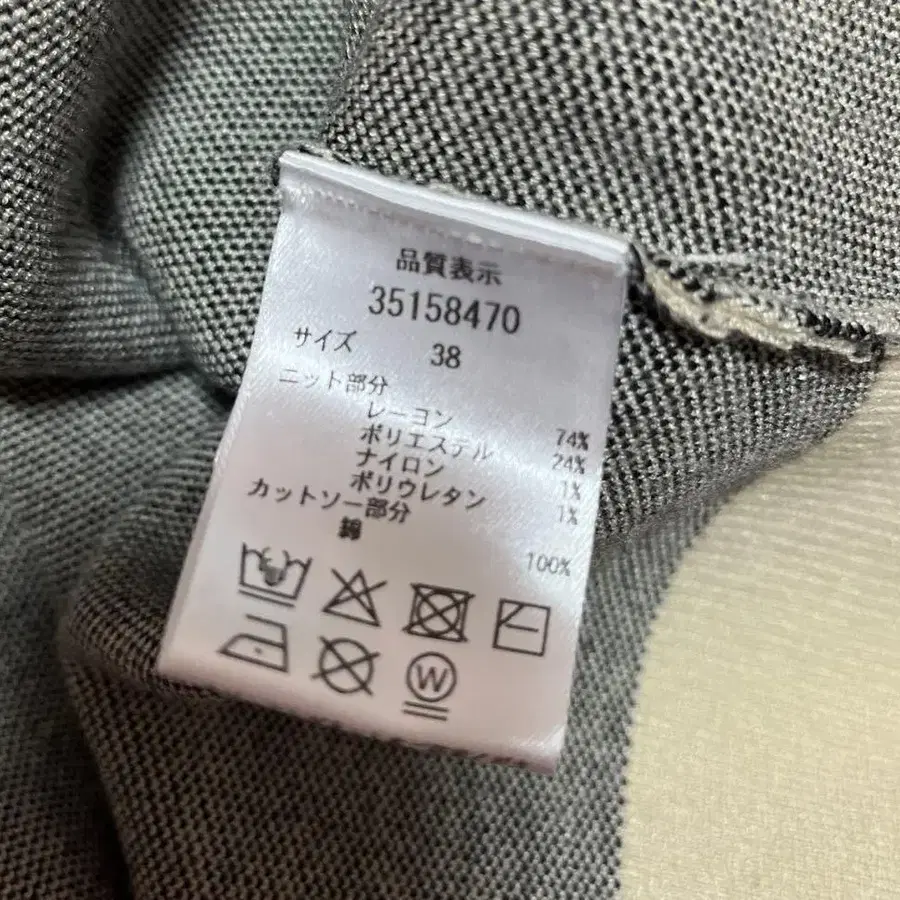 品質表示
35158470
サイズ 38
ニット部分
レーヨン 74%
ポリエステル 24%
ナイロン 1%
ポリウレタン 1%
カットソー部分
綿 100%
W